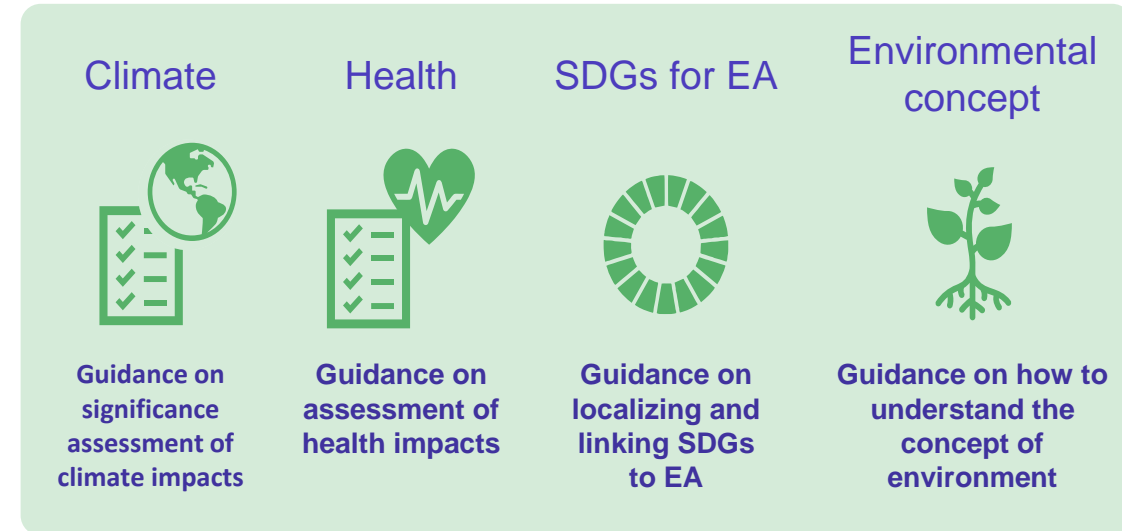 Climate
Health
SDGs for EA
Environmental
concept
Guidance on
significance
assessment of
climate impacts
Guidance on
assessment of
health impacts
Guidance on
localizing and
linking SDGs
to EA
Guidance on how to
understand the
concept of
environment